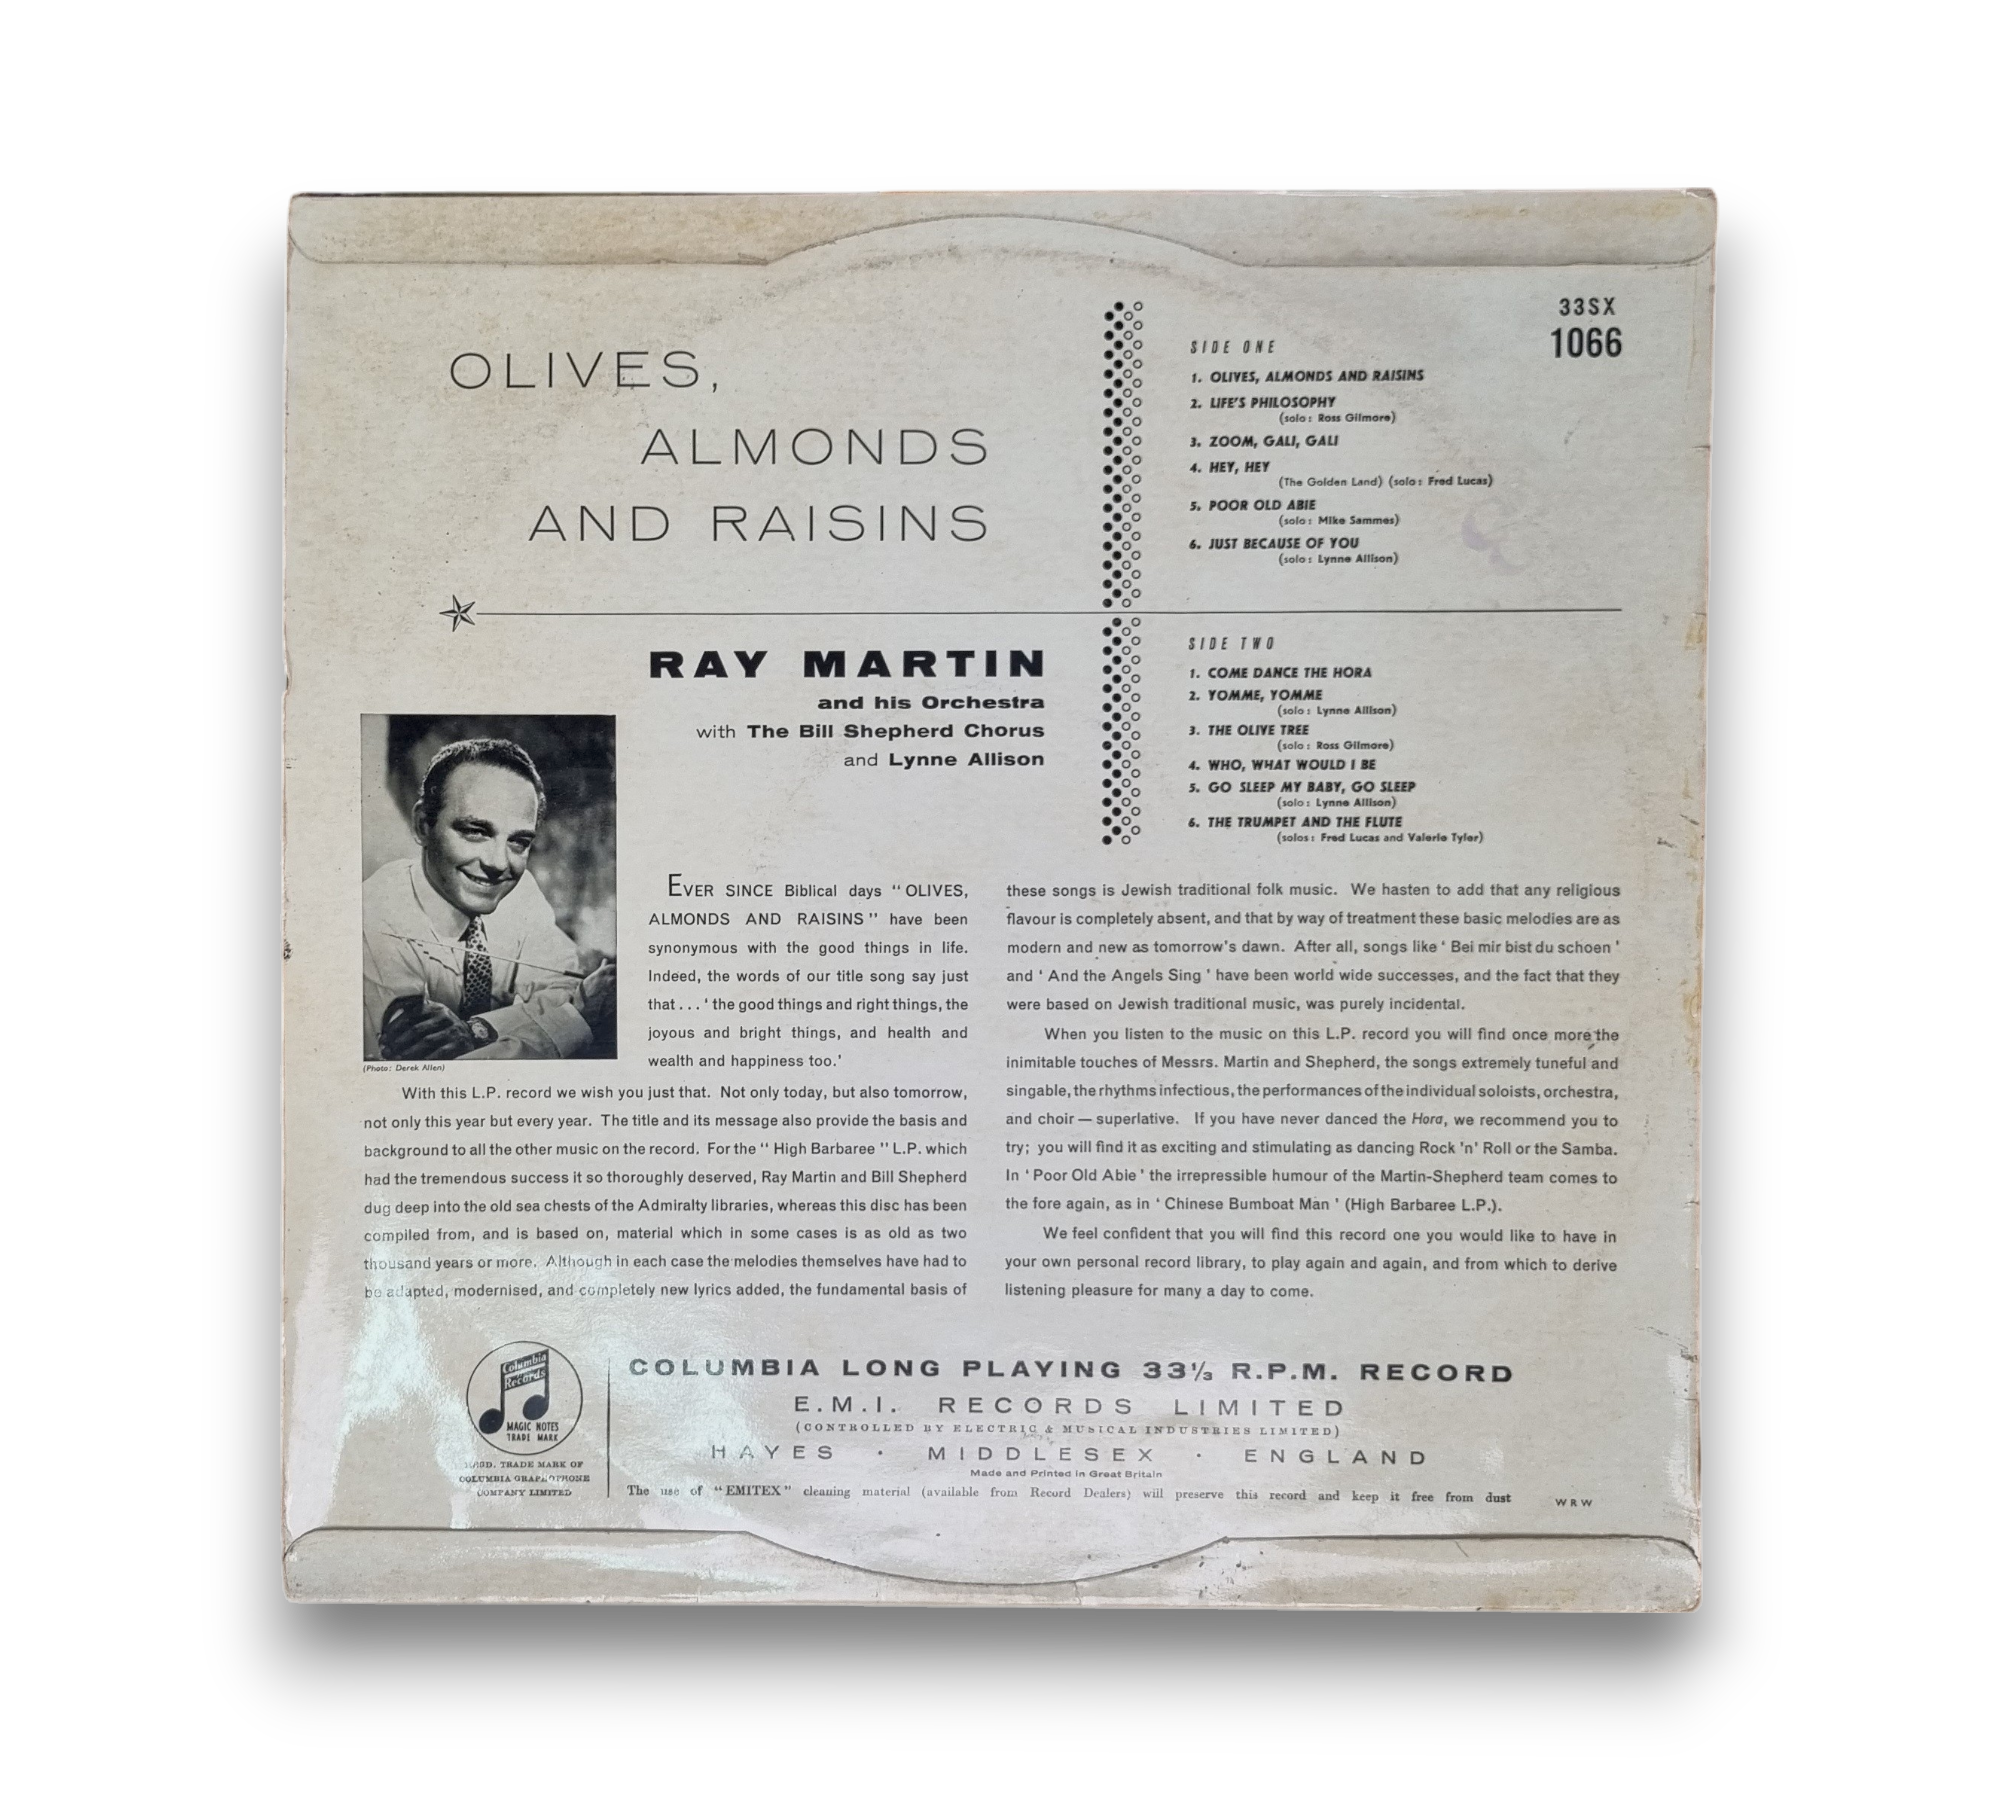 OLIVES,
ALMONDS
AND RAISINS
33SX
1066
SIDE ONE
1. OLIVES, ALMONDS AND RAISINS
2. LIFE'S PHILOSOPHY
(solo: Ross Gilmore)
3. ZOOM, GALI, GALI
4. HEY, HEY
(The Golden Land) (solo: Fred Lucas)
5. POOR OLD ABIE
(solo: Mike Sammes)
6. JUST BECAUSE OF YOU
(solo: Lynne Allison)
RAY MARTIN
and his Orchestra
with The Bill Shepherd Chorus
and Lynne Allison
SIDE TWO
1. COME DANCE THE HORA
2. YOMME, YOMME
(solo: Lynne Allison)
3. THE OLIVE TREE
(solo: Ross Gilmore)
4. WHO, WHAT WOULD I BE
5. GO SLEEP MY BABY, GO SLEEP
(solo: Lynne Allison)
6. THE TRUMPET AND THE FLUTE
(solos: Fred Lucas and Valerie Tyler)
(Photo: Derek Allen)
EVER SINCE Biblical days "OLIVES,
ALMONDS AND RAISINS" have been
synonymous with the good things in life.
Indeed, the words of our title song say just
that . . . 'the good things and right things, the
joyous and bright things, and health and
wealth and happiness too.'
With this L.P. record we wish you just that. Not only today, but also tomorrow,
not only this year but every year. The title and its message also provide the basis and
background to all the other music on the record. For the "High Barbaree" L.P. which
had the tremendous success it so thoroughly deserved, Ray Martin and Bill Shepherd
dug deep into the old sea chests of the Admiralty libraries, whereas this disc has been
compiled from, and is based on, material which in some cases is as old as two
thousand years or more. Although in each case the melodies themselves have had to
be adapted, modernised, and completely new lyrics added, the fundamental basis of
these songs is Jewish traditional folk music. We hasten to add that any religious
flavour is completely absent, and that by way of treatment these basic melodies are as
modern and new as tomorrow's dawn. After all, songs like 'Bei mir bist du schoen'
and 'And the Angels Sing' have been world wide successes, and the fact that they
were based on Jewish traditional music, was purely incidental.
When you listen to the music on this L.P. record you will find once more the
inimitable touches of Messrs. Martin and Shepherd, the songs extremely tuneful and
singable, the rhythms infectious, the performances of the individual soloists, orchestra,
and choir — superlative. If you have never danced the Hora, we recommend you to
try; you will find it as exciting and stimulating as dancing Rock 'n' Roll or the Samba.
In 'Poor Old Abie' the irrepressible humour of the Martin-Shepherd team comes to
the fore again, as in 'Chinese Bumboat Man' (High Barbaree L.P.).
We feel confident that you will find this record one you would like to have in
your own personal record library, to play again and again, and from which to derive
listening pleasure for many a day to come.
Columbia
Records
MAGIC NOTES
TRADE MARK
REGD. TRADE MARK OF
COLUMBIA GRAPHOPHONE
COMPANY LIMITED
COLUMBIA LONG PLAYING 33⅓ R.P.M. RECORD
E.M.I. RECORDS LIMITED
(CONTROLLED BY ELECTRIC & MUSICAL INDUSTRIES LIMITED)
HAYES · MIDDLESEX · ENGLAND
Made and Printed in Great Britain
The use of "EMITEX" cleaning material (available from Record Dealers) will preserve this record and keep it free from dust
WRW